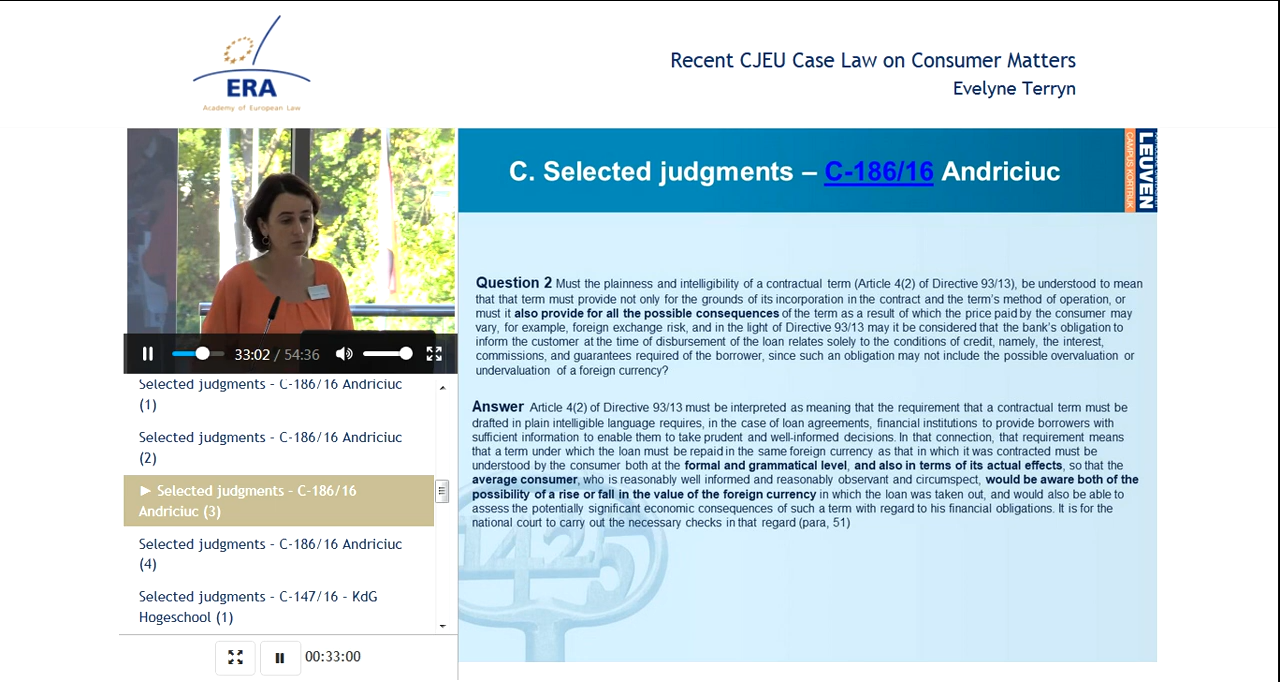 ERA
Academy of European Law
Recent CJEU Case Law on Consumer Matters
Evelyne Terryn
33:02 / 54:36
Selected judgments - C-186/16 Andriciuc
(1)
Selected judgments - C-186/16 Andriciuc
(2)
► Selected judgments - C-186/16
Andriciuc (3)
Selected judgments - C-186/16 Andriciuc
(4)
Selected judgments - C-147/16 - KdG
Hogeschool (1)
00:33:00
C. Selected judgments – C-186/16 Andriciuc
LEUVEN
CAMPUS KORTRIJK
Question 2 Must the plainness and intelligibility of a contractual term (Article 4(2) of Directive 93/13), be understood to mean
that that term must provide not only for the grounds of its incorporation in the contract and the term's method of operation, or
must it also provide for all the possible consequences of the term as a result of which the price paid by the consumer may
vary, for example, foreign exchange risk, and in the light of Directive 93/13 may it be considered that the bank's obligation to
inform the customer at the time of disbursement of the loan relates solely to the conditions of credit, namely, the interest,
commissions, and guarantees required of the borrower, since such an obligation may not include the possible overvaluation or
undervaluation of a foreign currency?
Answer Article 4(2) of Directive 93/13 must be interpreted as meaning that the requirement that a contractual term must be
drafted in plain intelligible language requires, in the case of loan agreements, financial institutions to provide borrowers with
sufficient information to enable them to take prudent and well-informed decisions. In that connection, that requirement means
that a term under which the loan must be repaid in the same foreign currency as that in which it was contracted must be
understood by the consumer both at the formal and grammatical level, and also in terms of its actual effects, so that the
average consumer, who is reasonably well informed and reasonably observant and circumspect, would be aware both of the
possibility of a rise or fall in the value of the foreign currency in which the loan was taken out, and would also be able to
assess the potentially significant economic consequences of such a term with regard to his financial obligations. It is for the
national court to carry out the necessary checks in that regard (para, 51)
1425